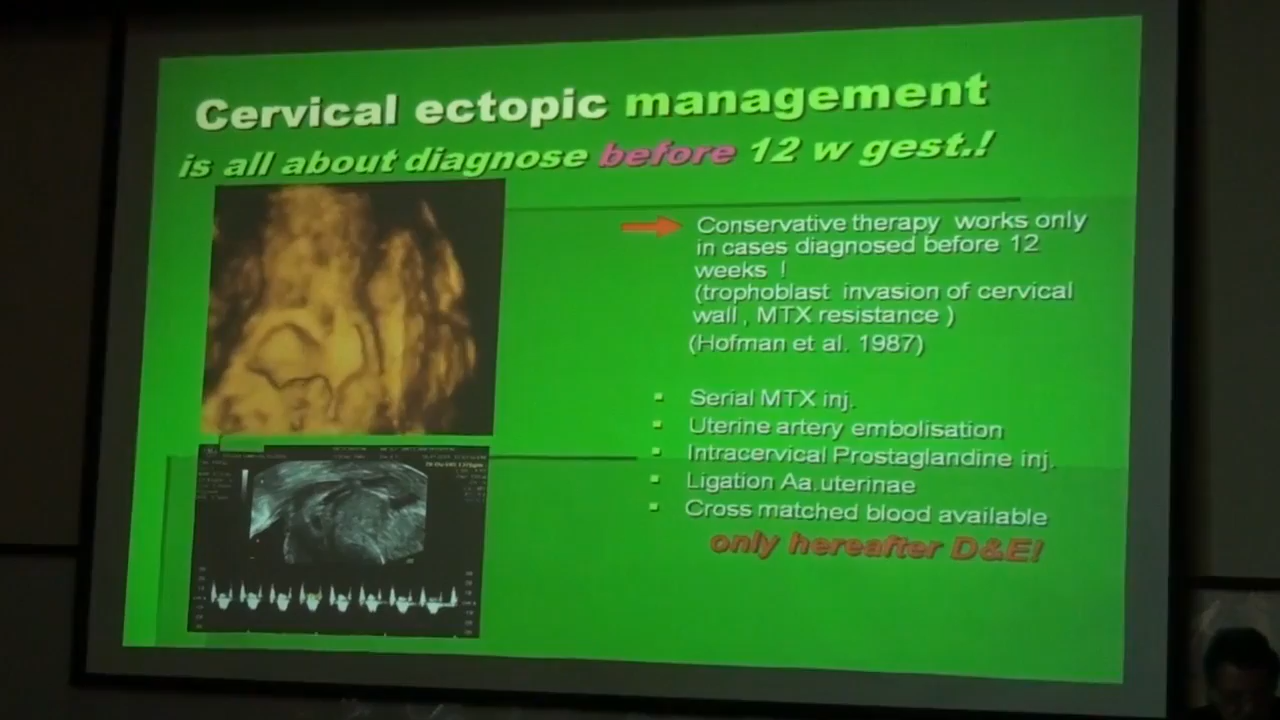 Cervical ectopic management
is all about diagnose before 12 w gest.!
Conservative therapy works only
in cases diagnosed before 12
weeks !
(trophoblast invasion of cervical
wall , MTX resistance )
(Hofman et al. 1987)
Serial MTX inj.
Uterine artery embolisation
Intracervical Prostaglandine inj.
Ligation Aa.uterinae
Cross matched blood available
only hereafter D&E!